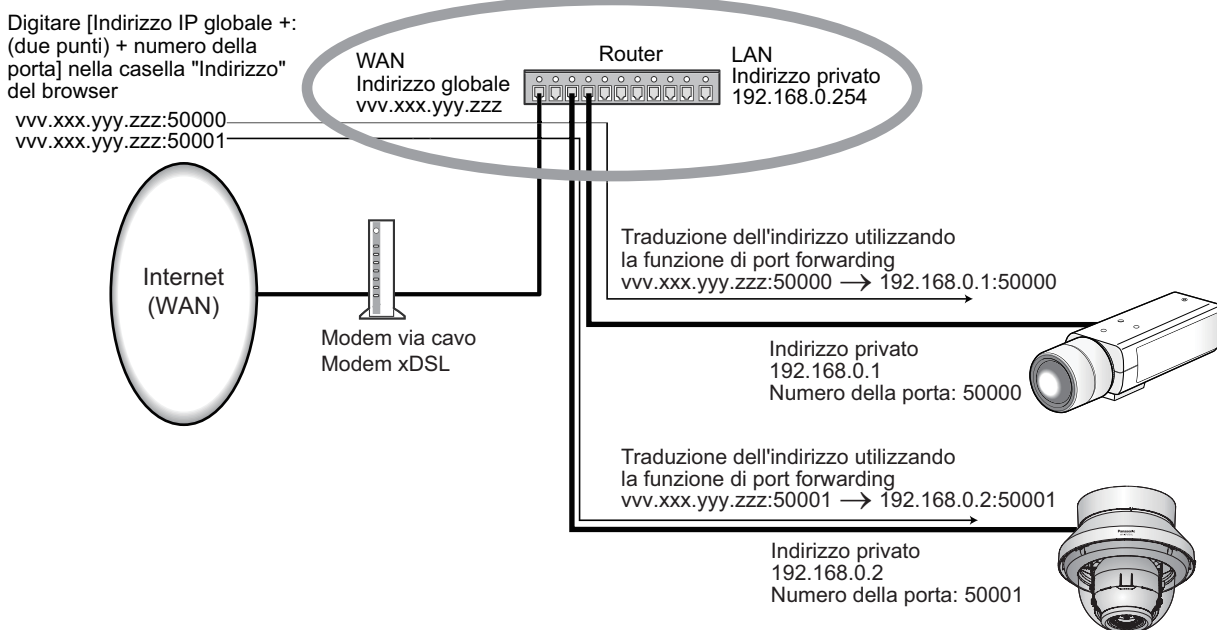 Digitare [Indirizzo IP globale +:
(due punti) + numero della
porta] nella casella "Indirizzo"
del browser
vvv.xxx.yyy.zzz:50000
vvv.xxx.yyy.zzz:50001
WAN
Indirizzo globale
vvv.xxx.yyy.zzz
Router
LAN
Indirizzo privato
192.168.0.254
Internet
(WAN)
Modem via cavo
Modem xDSL
Traduzione dell'indirizzo utilizzando
la funzione di port forwarding
vvv.xxx.yyy.zzz:50000 → 192.168.0.1:50000
Indirizzo privato
192.168.0.1
Numero della porta: 50000
Traduzione dell'indirizzo utilizzando
la funzione di port forwarding
vvv.xxx.yyy.zzz:50001 → 192.168.0.2:50001
Indirizzo privato
192.168.0.2
Numero della porta: 50001
Panasonic